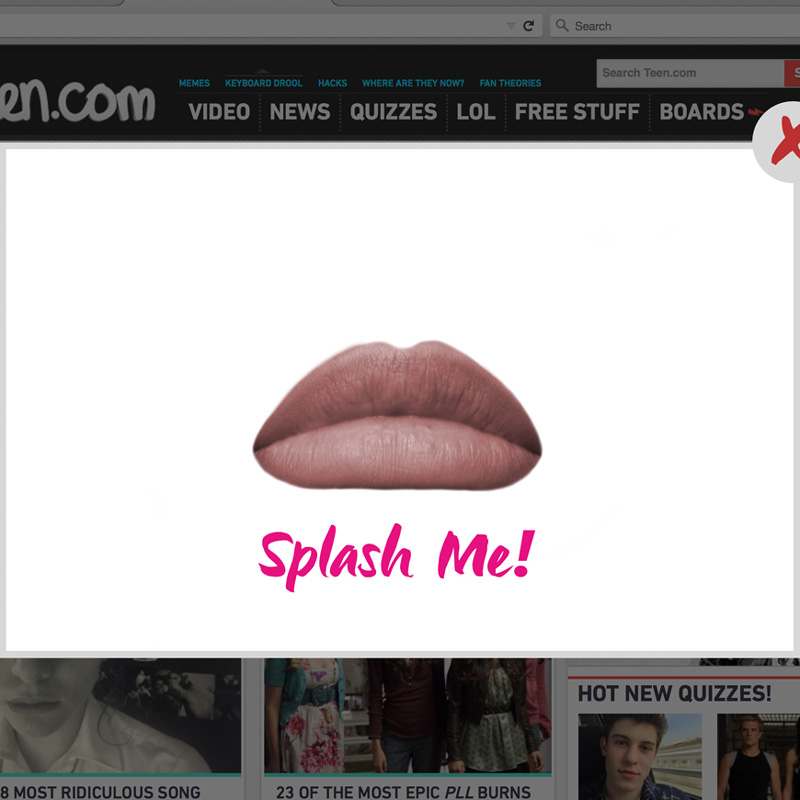 Search
en.com
MEMES KEYBOARD DROOL HACKS WHERE ARE THEY NOW? FAN THEORIES
Search Teen.com S
VIDEO NEWS QUIZZES LOL FREE STUFF BOARDS
Splash Me!
HOT NEW QUIZZES!
8 MOST RIDICULOUS SONG
23 OF THE MOST EPIC PLL BURNS